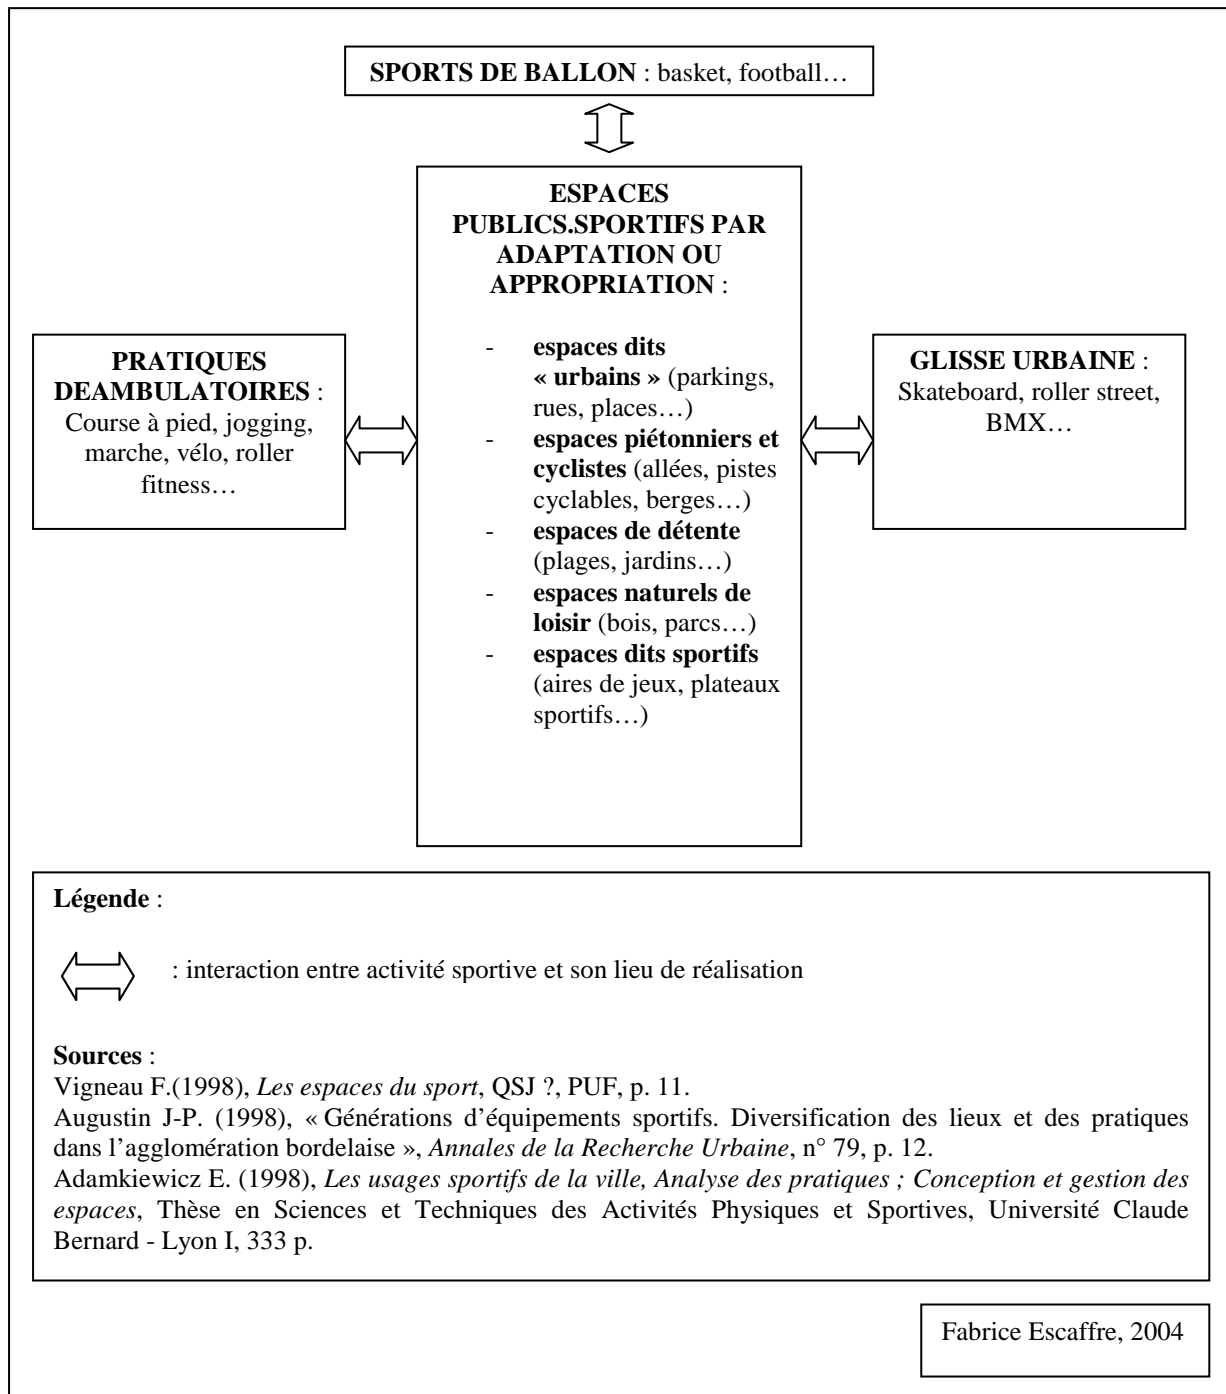 SPORTS DE BALLON : basket, football…
ESPACES
PUBLICS.SPORTIFS PAR
ADAPTATION OU
APPROPRIATION :
- espaces dits
« urbains » (parkings,
rues, places…)
- espaces piétonniers et
cyclistes (allées, pistes
cyclables, berges…)
- espaces de détente
(plages, jardins…)
- espaces naturels de
loisir (bois, parcs…)
- espaces dits sportifs
(aires de jeux, plateaux
sportifs…)
PRATIQUES
DEAMBULATOIRES :
Course à pied, jogging,
marche, vélo, roller
fitness…
GLISSE URBAINE :
Skateboard, roller street,
BMX…
Légende :
: interaction entre activité sportive et son lieu de réalisation
Sources :
Vigneau F.(1998), Les espaces du sport, QSJ ?, PUF, p. 11.
Augustin J-P. (1998), « Générations d’équipements sportifs. Diversification des lieux et des pratiques
dans l’agglomération bordelaise », Annales de la Recherche Urbaine, n° 79, p. 12.
Adamkiewicz E. (1998), Les usages sportifs de la ville, Analyse des pratiques ; Conception et gestion des
espaces, Thèse en Sciences et Techniques des Activités Physiques et Sportives, Université Claude
Bernard - Lyon I, 333 p.
Fabrice Escaffre, 2004